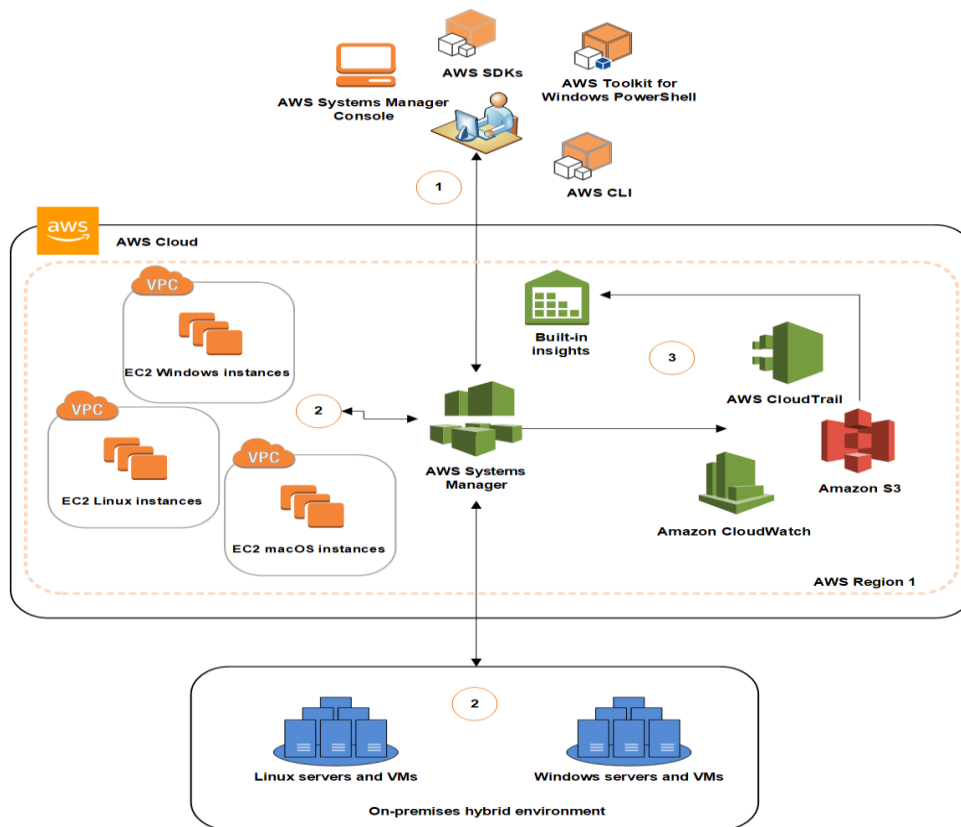 AWS SDKs
AWS Systems Manager
Console
AWS Toolkit for
Windows PowerShell
AWS CLI
1
aws
AWS Cloud
VPC
EC2 Windows instances
Built-in
insights
3
AWS CloudTrail
VPC
EC2 Linux instances
2
VPC
EC2 macOS instances
AWS Systems
Manager
Amazon S3
Amazon CloudWatch
AWS Region 1
2
Linux servers and VMs
Windows servers and VMs
On-premises hybrid environment